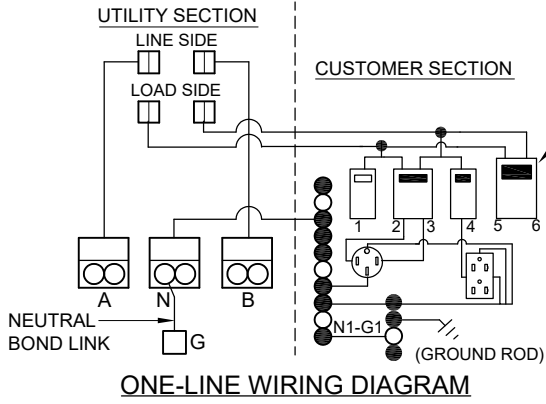 UTILITY SECTION
LINE SIDE
LOAD SIDE
CUSTOMER SECTION
1 2 3 4 5 6
A N B
NEUTRAL
BOND LINK
G
N1-G1
(GROUND ROD)
ONE-LINE WIRING DIAGRAM